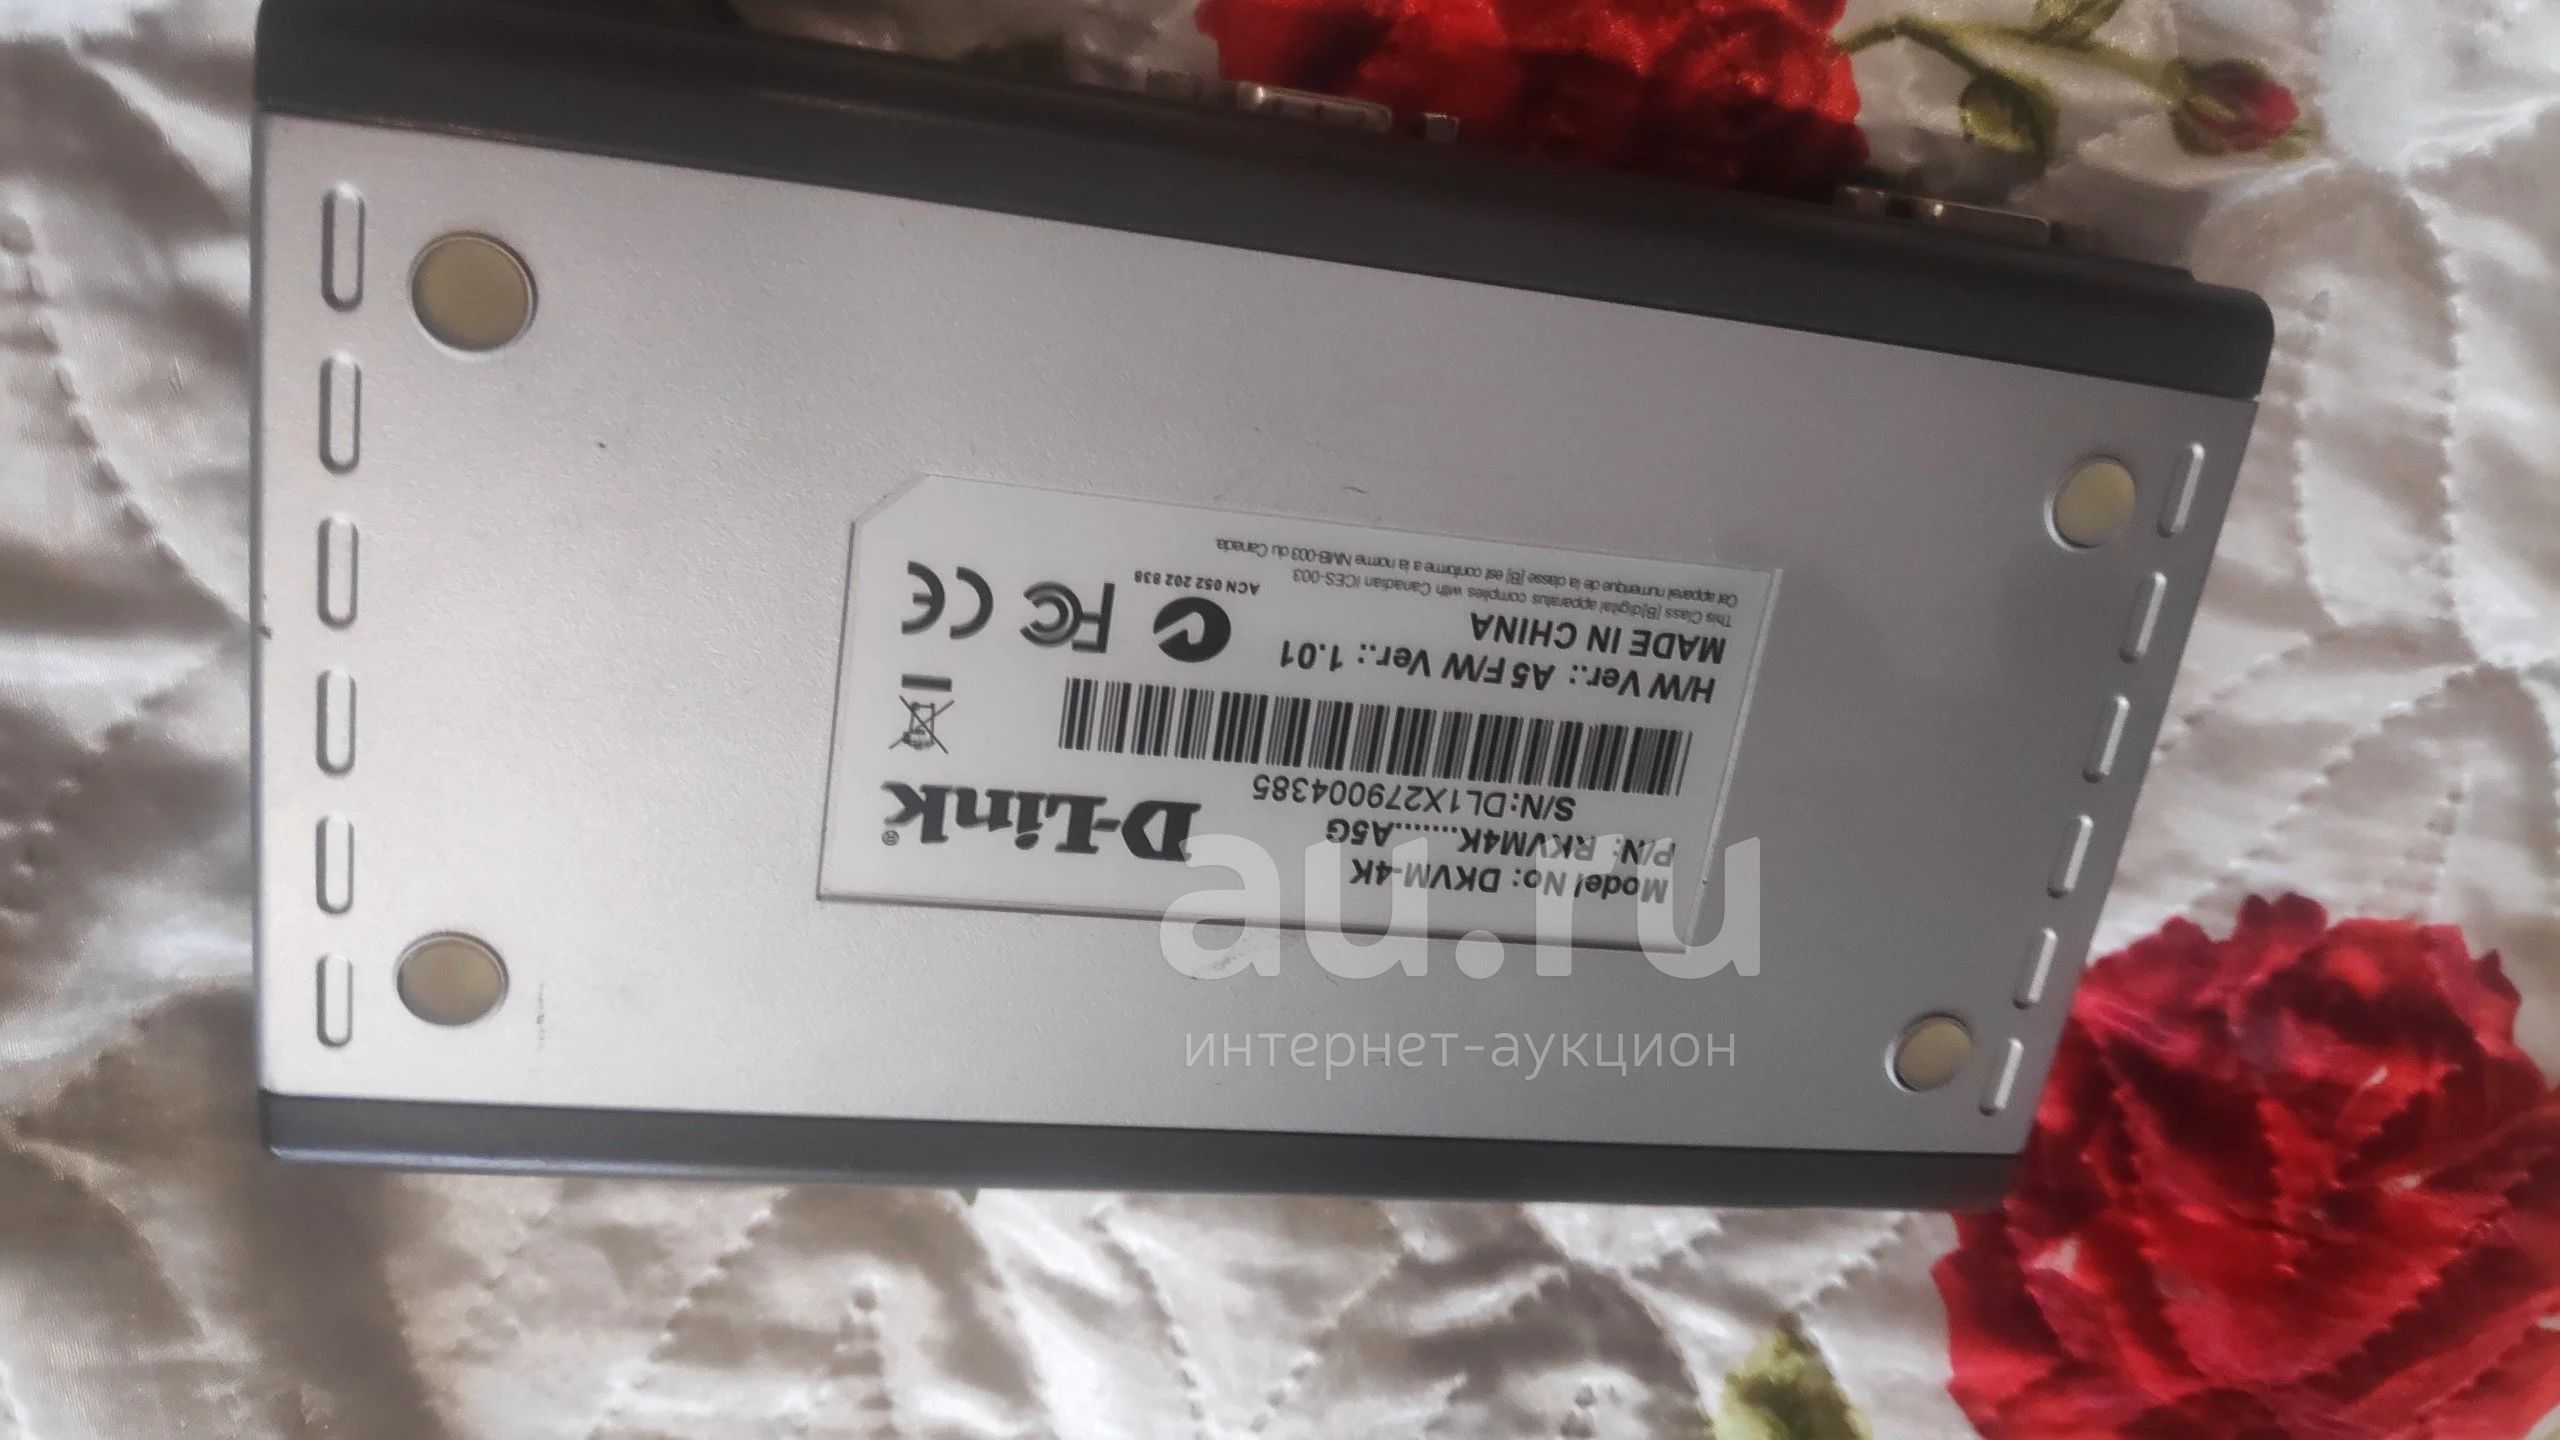 D-Link®
Model No: DKVM-4K
P/N: RKVM4K........A5G
S/N:DL1X279004385
H/W Ver.: A5 F/W Ver.: 1.01
MADE IN CHINA
This Class [B]digital apparatus complies with Canadian ICES-003
Cet appareil numerique de la classe [B] est conforme a la norme NMB-003 du Canada.
ACN 052 202 838
FC
CE
au.ru
интернет-аукцион